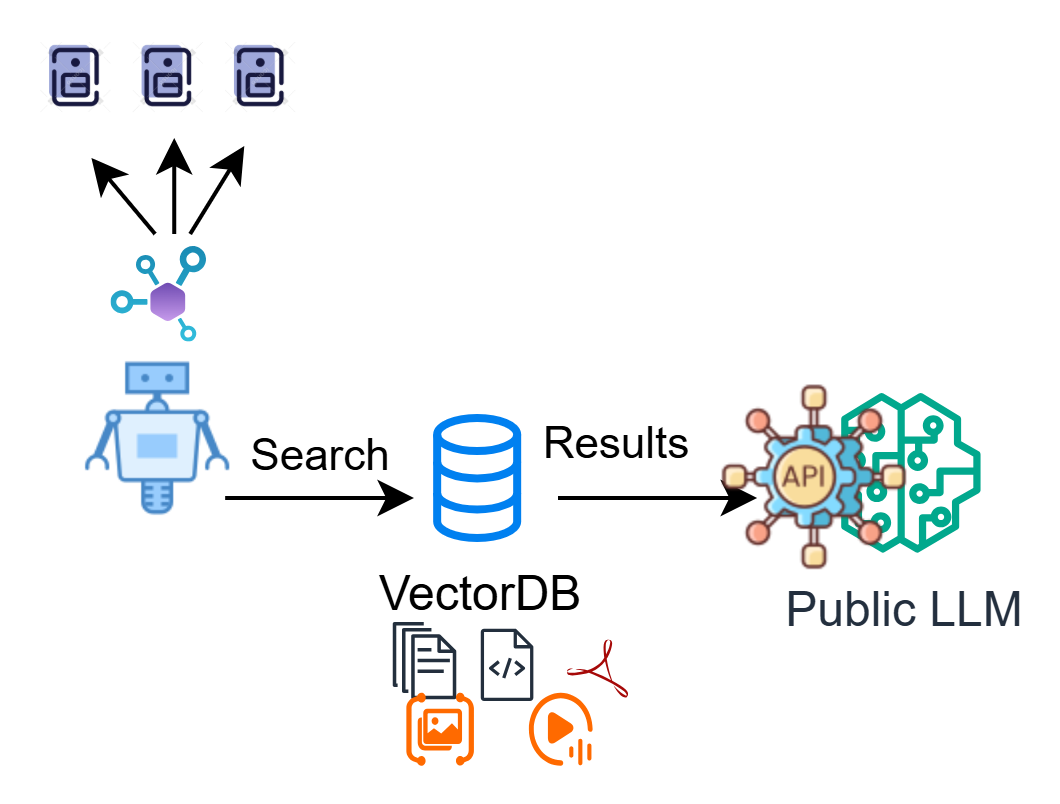 Search
Results
API
VectorDB
Public LLM
</>